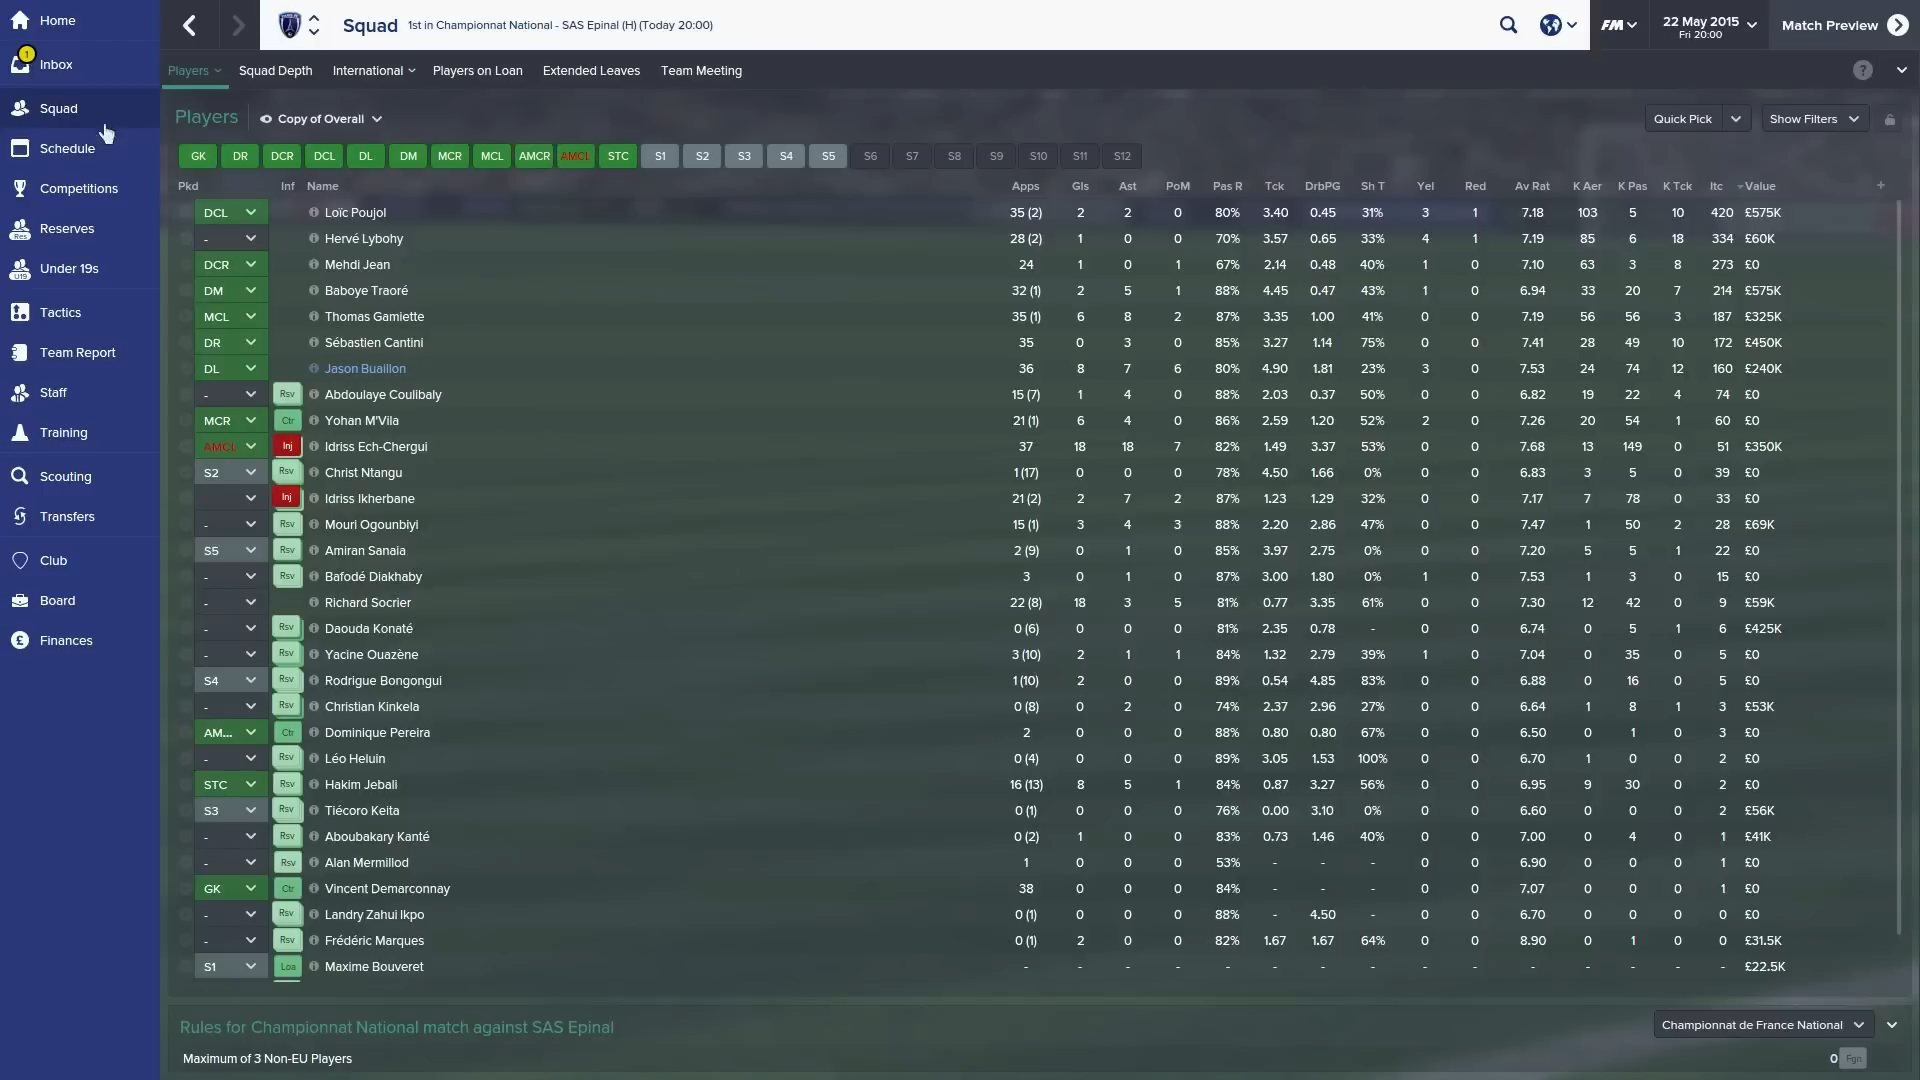 Home
1
Inbox
Squad
Schedule
Competitions
Res
Reserves
U19
Under 19s
Tactics
Team Report
Staff
Training
Scouting
Transfers
Club
Board
Finances
Squad 1st in Championnat National - SAS Epinal (H) (Today 20:00)
FM
22 May 2015
Fri 20:00
Match Preview
Players Squad Depth International Players on Loan Extended Leaves Team Meeting ?
Players Copy of Overall Quick Pick Show Filters
GK DR DCR DCL DL DM MCR MCL AMCR AMCL STC S1 S2 S3 S4 S5 S6 S7 S8 S9 S10 S11 S12
Pkd Inf Name Apps Gls Ast PoM Pas R Tck DrbPG Sh T Yel Red Av Rat K Aer K Pas K Tck Itc Value +
DCL Loïc Poujol 35 (2) 2 2 0 80% 3.40 0.45 31% 3 1 7.18 103 5 10 420 £575K
- Hervé Lybohy 28 (2) 1 0 0 70% 3.57 0.65 33% 4 1 7.19 85 6 18 334 £60K
DCR Mehdi Jean 24 1 0 1 67% 2.14 0.48 40% 1 0 7.10 63 3 8 273 £0
DM Baboye Traoré 32 (1) 2 5 1 88% 4.45 0.47 43% 1 0 6.94 33 20 7 214 £575K
MCL Thomas Gamiette 35 (1) 6 8 2 87% 3.35 1.00 41% 0 0 7.19 56 56 3 187 £325K
DR Sébastien Cantini 35 0 3 0 85% 3.27 1.14 75% 0 0 7.41 28 49 10 172 £450K
DL Jason Buaillon 36 8 7 6 80% 4.90 1.81 23% 3 0 7.53 24 74 12 160 £240K
- Rsv Abdoulaye Coulibaly 15 (7) 1 4 0 88% 2.03 0.37 50% 0 0 6.82 19 22 4 74 £0
MCR Ctr Yohan M'Vila 21 (1) 6 4 0 86% 2.59 1.20 52% 2 0 7.26 20 54 1 60 £0
AMCL Inj Idriss Ech-Chergui 37 18 18 7 82% 1.49 3.37 53% 0 0 7.68 13 149 0 51 £350K
S2 Rsv Christ Ntangu 1 (17) 0 0 0 78% 4.50 1.66 0% 0 0 6.83 3 5 0 39 £0
Inj Idriss Ikherbane 21 (2) 2 7 2 87% 1.23 1.29 32% 0 0 7.17 7 78 0 33 £0
- Rsv Mouri Ogounbiyi 15 (1) 3 4 3 88% 2.20 2.86 47% 0 0 7.47 1 50 2 28 £69K
S5 Rsv Amiran Sanaia 2 (9) 0 1 0 85% 3.97 2.75 0% 0 0 7.20 5 5 1 22 £0
- Rsv Bafodé Diakhaby 3 0 1 0 87% 3.00 1.80 0% 1 0 7.53 1 3 0 15 £0
- Richard Socrier 22 (8) 18 3 5 81% 0.77 3.35 61% 0 0 7.30 12 42 0 9 £59K
- Rsv Daouda Konaté 0 (6) 0 0 0 81% 2.35 0.78 - 0 0 6.74 0 5 1 6 £425K
- Rsv Yacine Ouazène 3 (10) 2 1 1 84% 1.32 2.79 39% 1 0 7.04 0 35 0 5 £0
S4 Rsv Rodrigue Bongongui 1 (10) 2 0 0 89% 0.54 4.85 83% 0 0 6.88 0 16 0 5 £0
- Rsv Christian Kinkela 0 (8) 0 2 0 74% 2.37 2.96 27% 0 0 6.64 1 8 1 3 £53K
AM... Ctr Dominique Pereira 2 0 0 0 88% 0.80 0.80 67% 0 0 6.50 0 1 0 3 £0
- Rsv Léo Heluin 0 (4) 0 0 0 89% 3.05 1.53 100% 0 0 6.70 1 0 0 2 £0
STC Rsv Hakim Jebali 16 (13) 8 5 1 84% 0.87 3.27 56% 0 0 6.95 9 30 0 2 £0
S3 Rsv Tiécoro Keita 0 (1) 0 0 0 76% 0.00 3.10 0% 0 0 6.60 0 0 0 2 £56K
- Rsv Aboubakary Kanté 0 (2) 1 0 0 83% 0.73 1.46 40% 0 0 7.00 0 4 0 1 £41K
- Rsv Alan Mermillod 1 0 0 0 53% - - - 0 0 6.90 0 0 0 1 £0
GK Ctr Vincent Demarconnay 38 0 0 0 84% - - - 0 0 7.07 0 0 0 1 £0
- Rsv Landry Zahui Ikpo 0 (1) 0 0 0 88% - 4.50 - 0 0 6.70 0 0 0 0 £0
- Rsv Frédéric Marques 0 (1) 2 0 0 82% 1.67 1.67 64% 0 0 8.90 0 1 0 0 £31.5K
S1 Loa Maxime Bouveret - - - - - - - - - - - - - - - £22.5K
Rules for Championnat National match against SAS Epinal Championnat de France National
Maximum of 3 Non-EU Players 0 Fgn